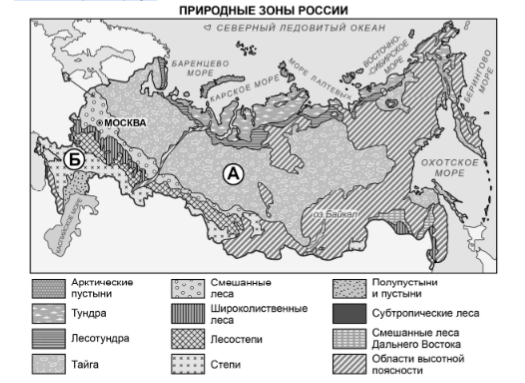 ПРИРОДНЫЕ ЗОНЫ РОССИИ
СЕВЕРНЫЙ ЛЕДОВИТЫЙ ОКЕАН
БАРЕНЦЕВО
МОРЕ
КАРСКОЕ МОРЕ
МОРЕ ЛАПТЕВЫХ
ВОСТОЧНО-
СИБИРСКОЕ
МОРЕ
БЕРИНГОВО
МОРЕ
МОСКВА
Б
А
ОХОТСКОЕ
МОРЕ
оз.Байкал
КАСПИЙСКОЕ МОРЕ
Арктические
пустыни
Тундра
Лесотундра
Тайга
Смешанные
леса
Широколиственные
леса
Лесостепи
Степи
Полупустыни
и пустыни
Субтропические леса
Смешанные леса
Дальнего Востока
Области высотной
поясности